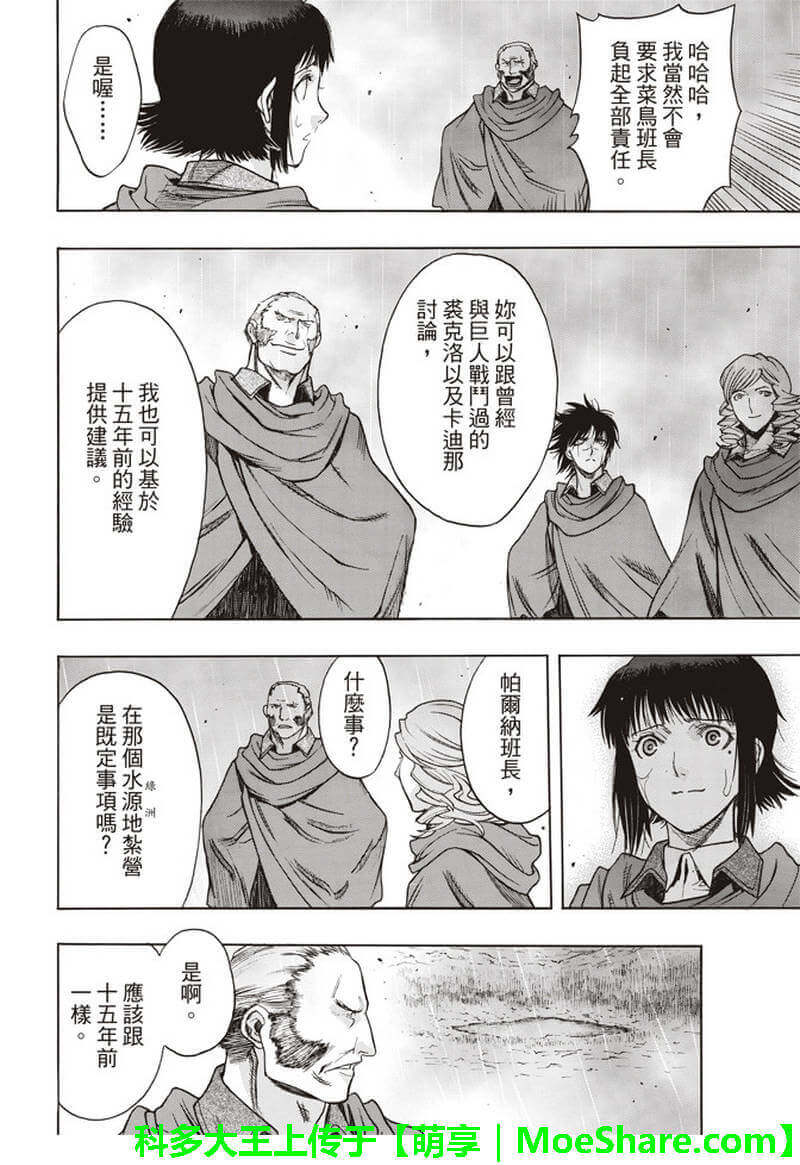 哈哈哈，
我當然不會
要求菜鳥班長
負起全部責任。
是喔……
妳可以跟曾經
與巨人戰鬥過的
裘克洛以及卡迪那
討論，
我也可以基於
十五年前的經驗
提供建議。
帕爾納班長，
什麼事？
綠洲
在那個水源地紮營
是既定事項嗎？
是啊。
應該跟
十五年前
一樣。
科多大王上传于【萌享】| MoeShare.com